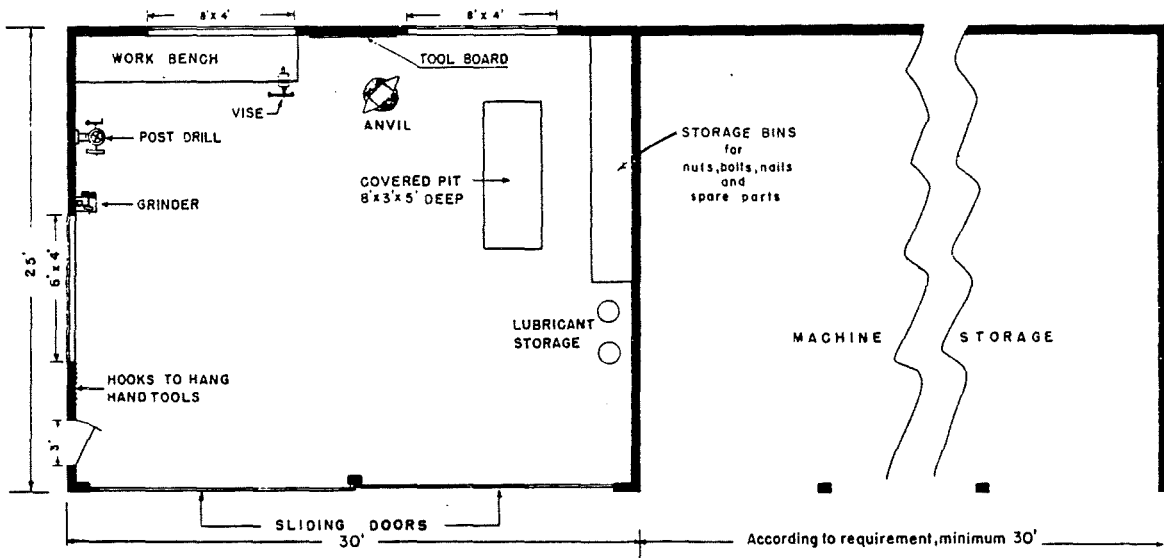 8' x 4'
8' x 4'
WORK BENCH
TOOL BOARD
VISE
ANVIL
POST DRILL
STORAGE BINS
for
nuts, bolts, nails
and
spare parts
COVERED PIT
8' x 3' x 5' DEEP
GRINDER
25'
6' x 4'
LUBRICANT
STORAGE
MACHINE STORAGE
HOOKS TO HANG
HAND TOOLS
3'
SLIDING DOORS
30'
According to requirement, minimum 30'